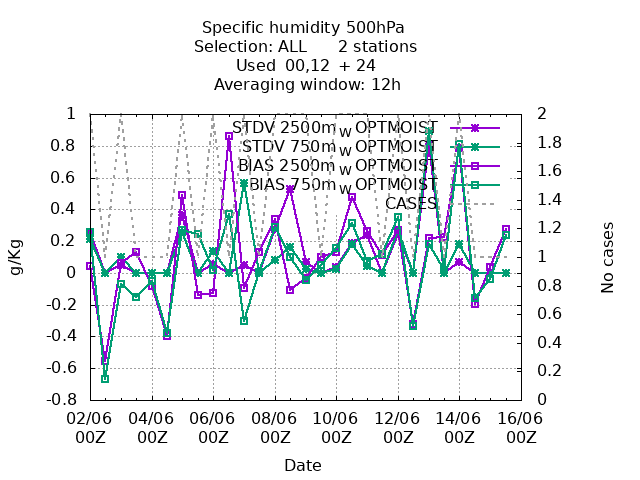 Specific humidity 500hPa
Selection: ALL 2 stations
Used 00,12 + 24
Averaging window: 12h
STDV 2500m_W OPTMOIST
STDV 750m_W OPTMOIST
BIAS 2500m_W OPTMOIST
BIAS 750m_W OPTMOIST
CASES
1
0.8
0.6
0.4
0.2
0
-0.2
-0.4
-0.6
-0.8
g/Kg
2
1.8
1.6
1.4
1.2
1
0.8
0.6
0.4
0.2
0
No cases
02/06 04/06 06/06 08/06 10/06 12/06 14/06 16/06
00Z 00Z 00Z 00Z 00Z 00Z 00Z 00Z
Date